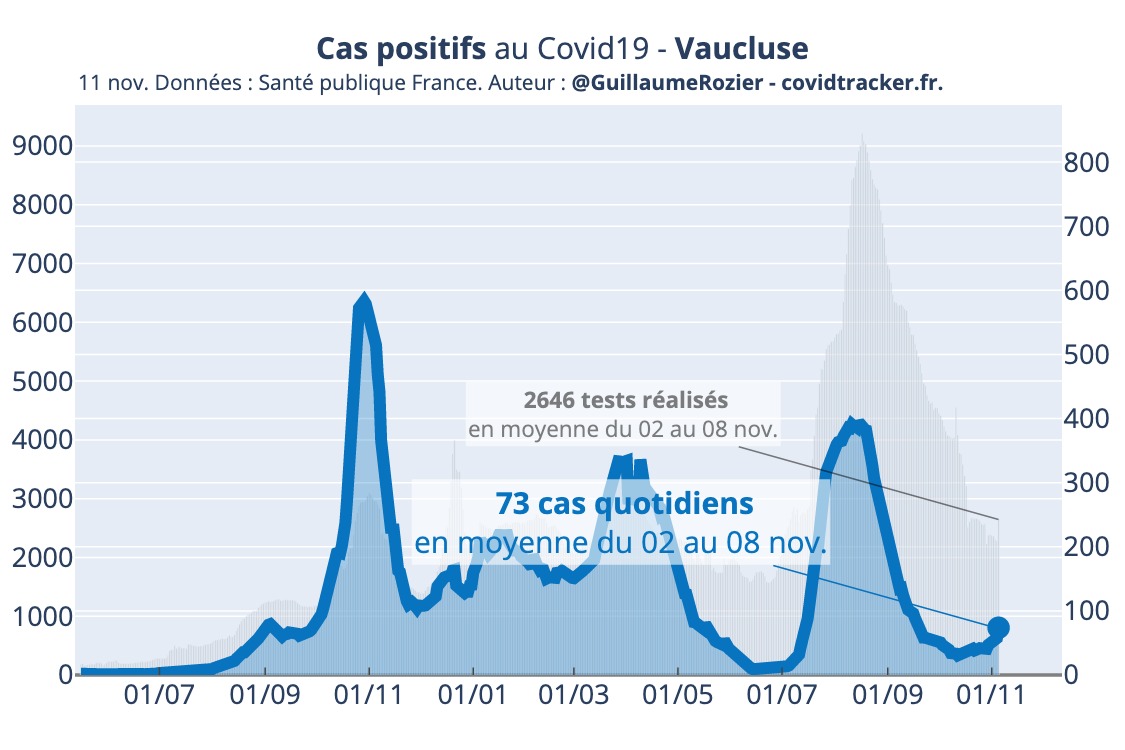 Cas positifs au Covid19 - Vaucluse
11 nov. Données : Santé publique France. Auteur : @GuillaumeRozier - covidtracker.fr.
9000
8000
7000
6000
5000
4000
3000
2000
1000
0
800
700
600
500
400
300
200
100
0
2646 tests réalisés
en moyenne du 02 au 08 nov.
73 cas quotidiens
en moyenne du 02 au 08 nov.
01/07 01/09 01/11 01/01 01/03 01/05 01/07 01/09 01/11